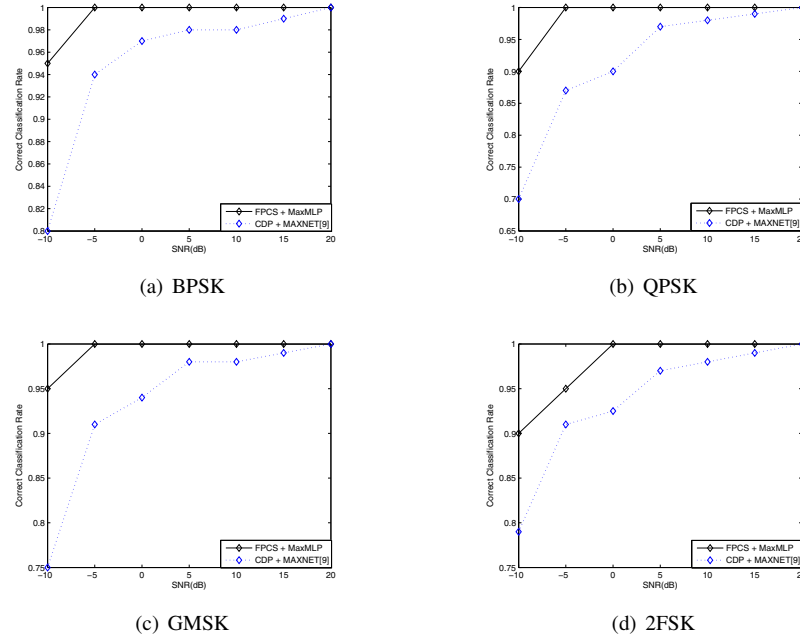 1
0.98
0.96
0.94
0.92
0.9
0.88
0.86
0.84
0.82
0.8
Correct Classification Rate
−10 −5 0 5 10 15 20
SNR(dB)
FPCS + MaxMLP
CDP + MAXNET[9]
(a) BPSK
1
0.95
0.9
0.85
0.8
0.75
0.70
0.65
Correct Classification Rate
−10 −5 0 5 10 15 20
SNR(dB)
FPCS + MaxMLP
CDP + MAXNET[9]
(b) QPSK
1
0.95
0.9
0.85
0.8
0.75
Correct Classification Rate
−10 −5 0 5 10 15 20
SNR(dB)
FPCS + MaxMLP
CDP + MAXNET[9]
(c) GMSK
1
0.95
0.9
0.85
0.8
0.75
Correct Classification Rate
−10 −5 0 5 10 15
SNR(dB)
FPCS + MaxMLP
CDP + MAXNET[9]
(d) 2FSK